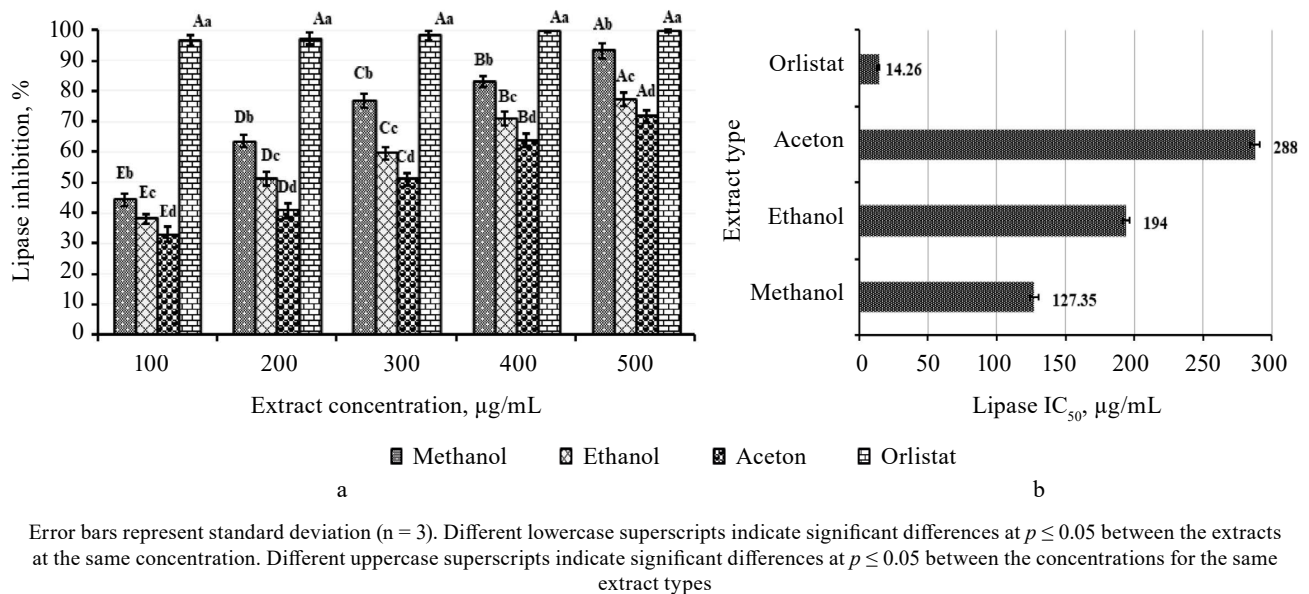 Lipase inhibition, %
100
90
80
70
60
50
40
30
20
10
0
Eb Ec Ed Aa
Db Dc Dd Aa
Cb Cc Cd Aa
Bb Bc Bd Aa
Ab Ac Ad Aa
100 200 300 400 500
Extract concentration, µg/mL
Extract type
Orlistat 14.26
Aceton 288
Ethanol 194
Methanol 127.35
0 50 100 150 200 250 300
Lipase IC50, µg/mL
Methanol Ethanol Aceton Orlistat
a b
Error bars represent standard deviation (n = 3). Different lowercase superscripts indicate significant differences at p ≤ 0.05 between the extracts
at the same concentration. Different uppercase superscripts indicate significant differences at p ≤ 0.05 between the concentrations for the same
extract types